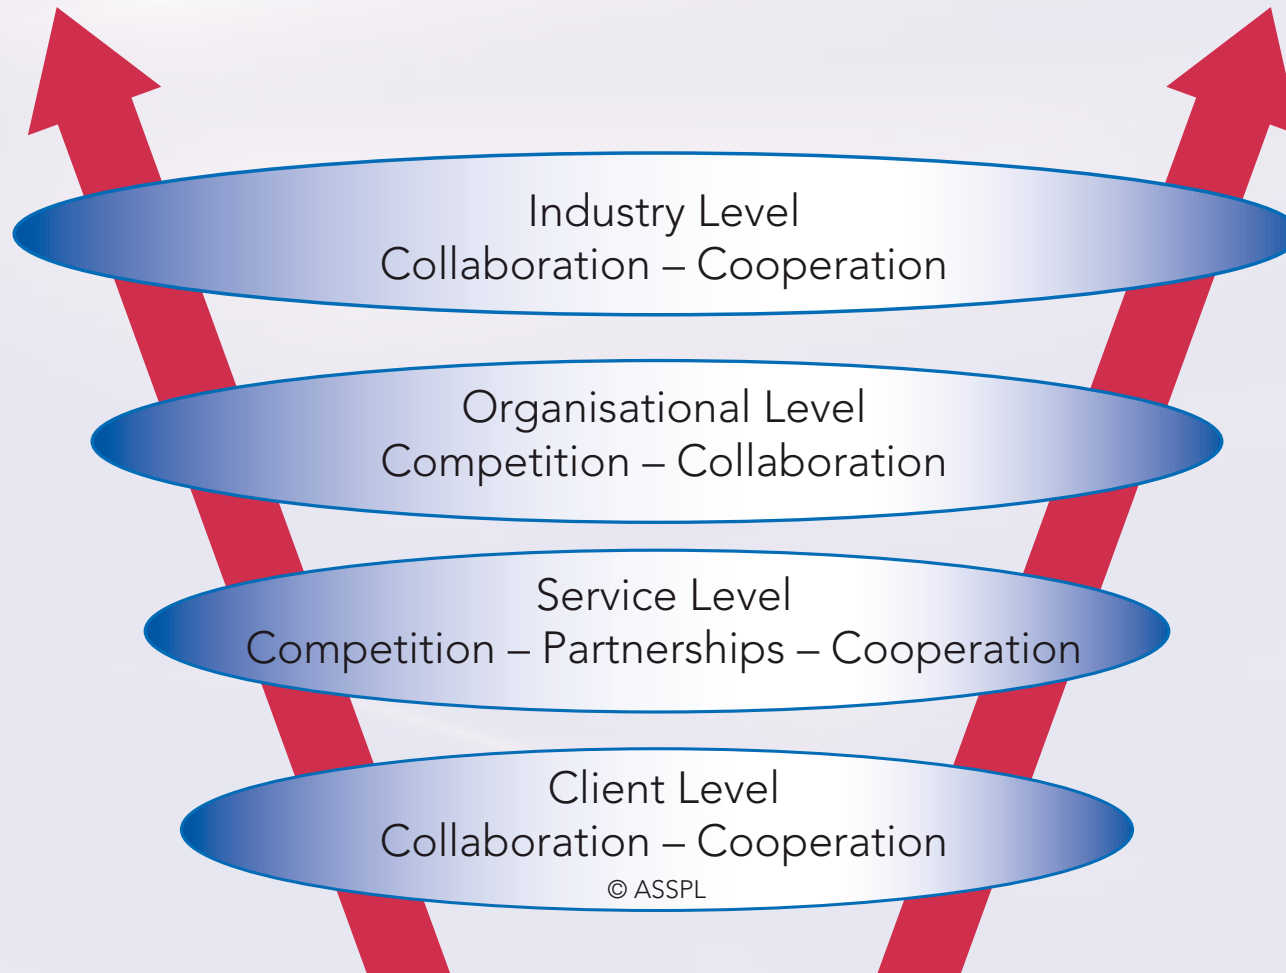 Industry Level
Collaboration – Cooperation
Organisational Level
Competition – Collaboration
Service Level
Competition – Partnerships – Cooperation
Client Level
Collaboration – Cooperation
© ASSPL